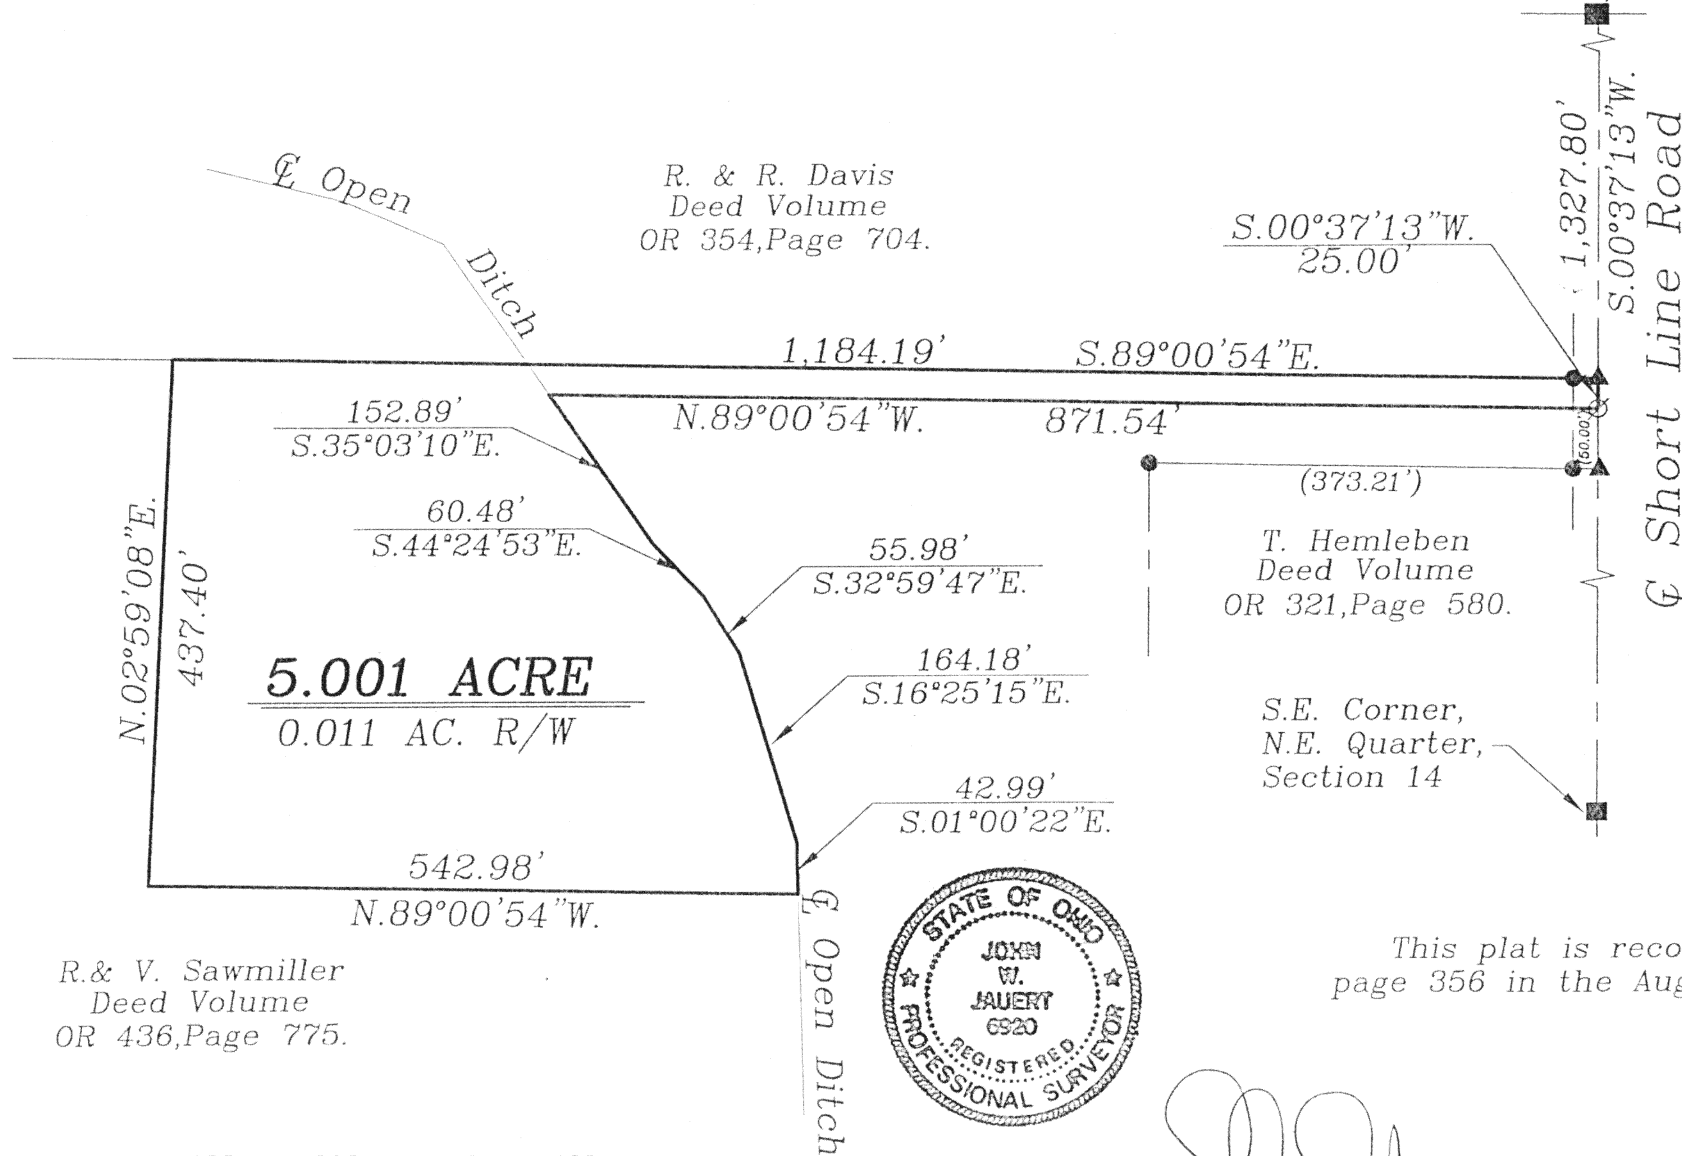 ℄ Open
Ditch
R. & R. Davis
Deed Volume
OR 354,Page 704.
S.00°37'13"W.
25.00'
1,327.80'
S.00°37'13"W.
℄ Short Line Road
1,184.19' S.89°00'54"E.
N.89°00'54"W. 871.54'
152.89'
S.35°03'10"E.
(50.00')
(373.21')
60.48'
S.44°24'53"E.
T. Hemleben
Deed Volume
OR 321,Page 580.
55.98'
S.32°59'47"E.
N.02°59'08"E.
437.40'
5.001 ACRE
0.011 AC. R/W
164.18'
S.16°25'15"E.
S.E. Corner,
N.E. Quarter,
Section 14
42.99'
S.01°00'22"E.
542.98'
N.89°00'54"W.
℄ Open Ditch
STATE OF OHIO
JOHN
W.
JAUERT
6920
REGISTERED
PROFESSIONAL SURVEYOR
R.& V. Sawmiller
Deed Volume
OR 436,Page 775.
This plat is reco
page 356 in the Aug